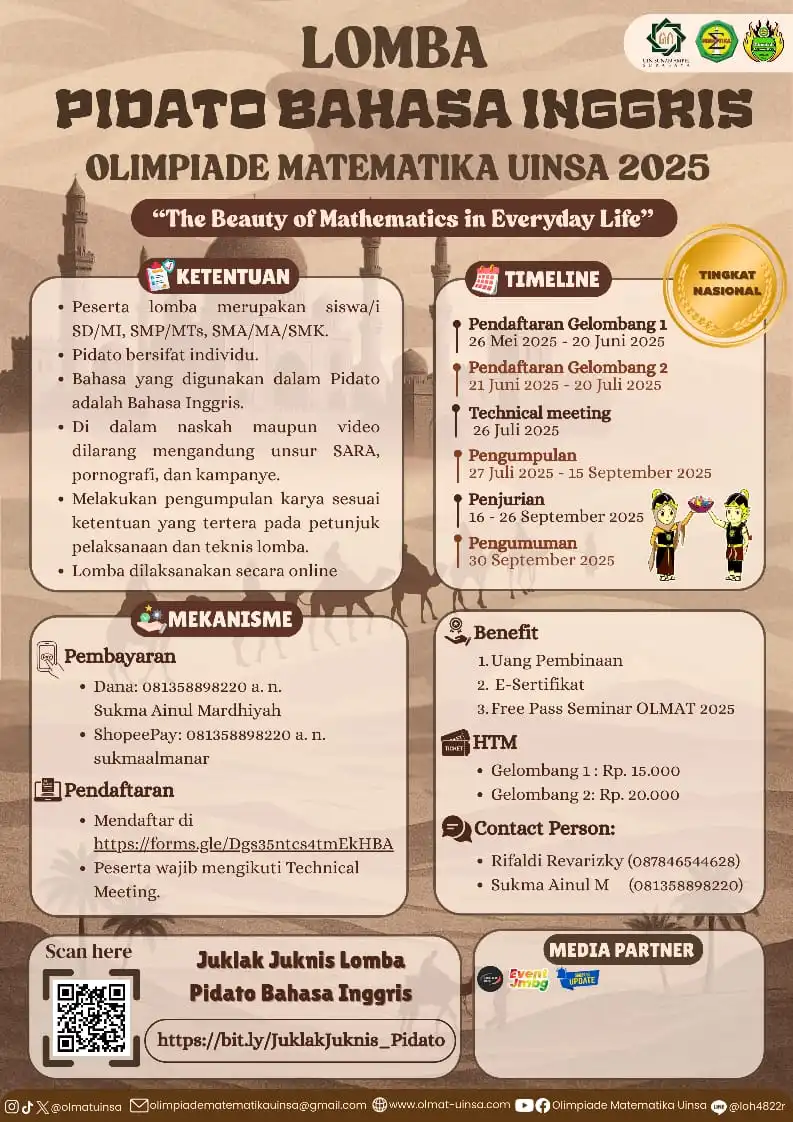 UIN SUNAN AMPEL
SURABAYA
LOMBA
PIDATO BAHASA INGGRIS
OLIMPIADE MATEMATIKA UINSA 2025
“The Beauty of Mathematics in Everyday Life”
KETENTUAN
• Peserta lomba merupakan siswa/i
SD/MI, SMP/MTs, SMA/MA/SMK.
• Pidato bersifat individu.
• Bahasa yang digunakan dalam Pidato
adalah Bahasa Inggris.
• Di dalam naskah maupun video
dilarang mengandung unsur SARA,
pornografi, dan kampanye.
• Melakukan pengumpulan karya sesuai
ketentuan yang tertera pada petunjuk
pelaksanaan dan teknis lomba.
• Lomba dilaksanakan secara online
TIMELINE
TINGKAT
NASIONAL
Pendaftaran Gelombang 1
26 Mei 2025 - 20 Juni 2025
Pendaftaran Gelombang 2
21 Juni 2025 - 20 Juli 2025
Technical meeting
26 Juli 2025
Pengumpulan
27 Juli 2025 - 15 September 2025
Penjurian
16 - 26 September 2025
Pengumuman
30 September 2025
MEKANISME
Pembayaran
• Dana: 081358898220 a. n.
Sukma Ainul Mardhiyah
• ShopeePay: 081358898220 a. n.
sukmaalmanar
Pendaftaran
• Mendaftar di
https://forms.gle/Dgs35ntcs4tmEkHBA
• Peserta wajib mengikuti Technical
Meeting.
Benefit
1. Uang Pembinaan
2. E-Sertifikat
3. Free Pass Seminar OLMAT 2025
TICKET
HTM
• Gelombang 1 : Rp. 15.000
• Gelombang 2: Rp. 20.000
Contact Person:
• Rifaldi Revarizky (087846544628)
• Sukma Ainul M (081358898220)
Scan here
Juklak Juknis Lomba
Pidato Bahasa Inggris
https://bit.ly/JuklakJuknis_Pidato
MEDIA PARTNER
Event
Jmbg
UPDATE
@olmatuinsa
olimpiadematematikauinsa@gmail.com
www.olmat-uinsa.com
Olimpiade Matematika Uinsa
@loh4822r